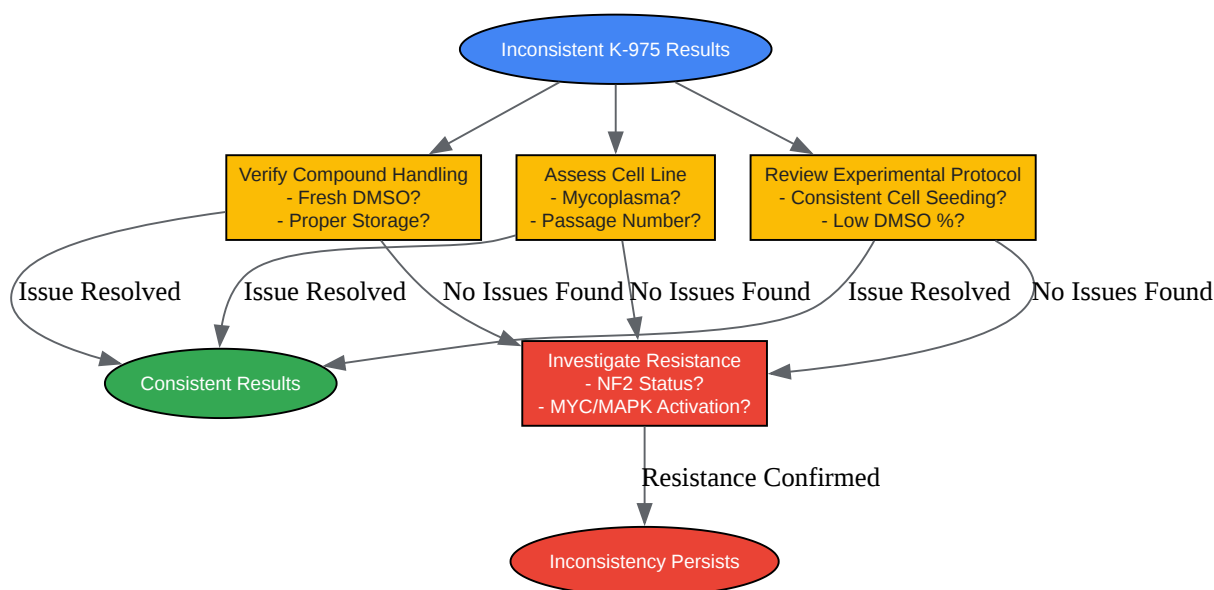 Inconsistent K-975 Results
Verify Compound Handling
- Fresh DMSO?
- Proper Storage?
Assess Cell Line
- Mycoplasma?
- Passage Number?
Review Experimental Protocol
- Consistent Cell Seeding?
- Low DMSO %?
Issue Resolved
Issue Resolved
No Issues Found
No Issues Found
Issue Resolved
No Issues Found
Consistent Results
Investigate Resistance
- NF2 Status?
- MYC/MAPK Activation?
Resistance Confirmed
Inconsistency Persists